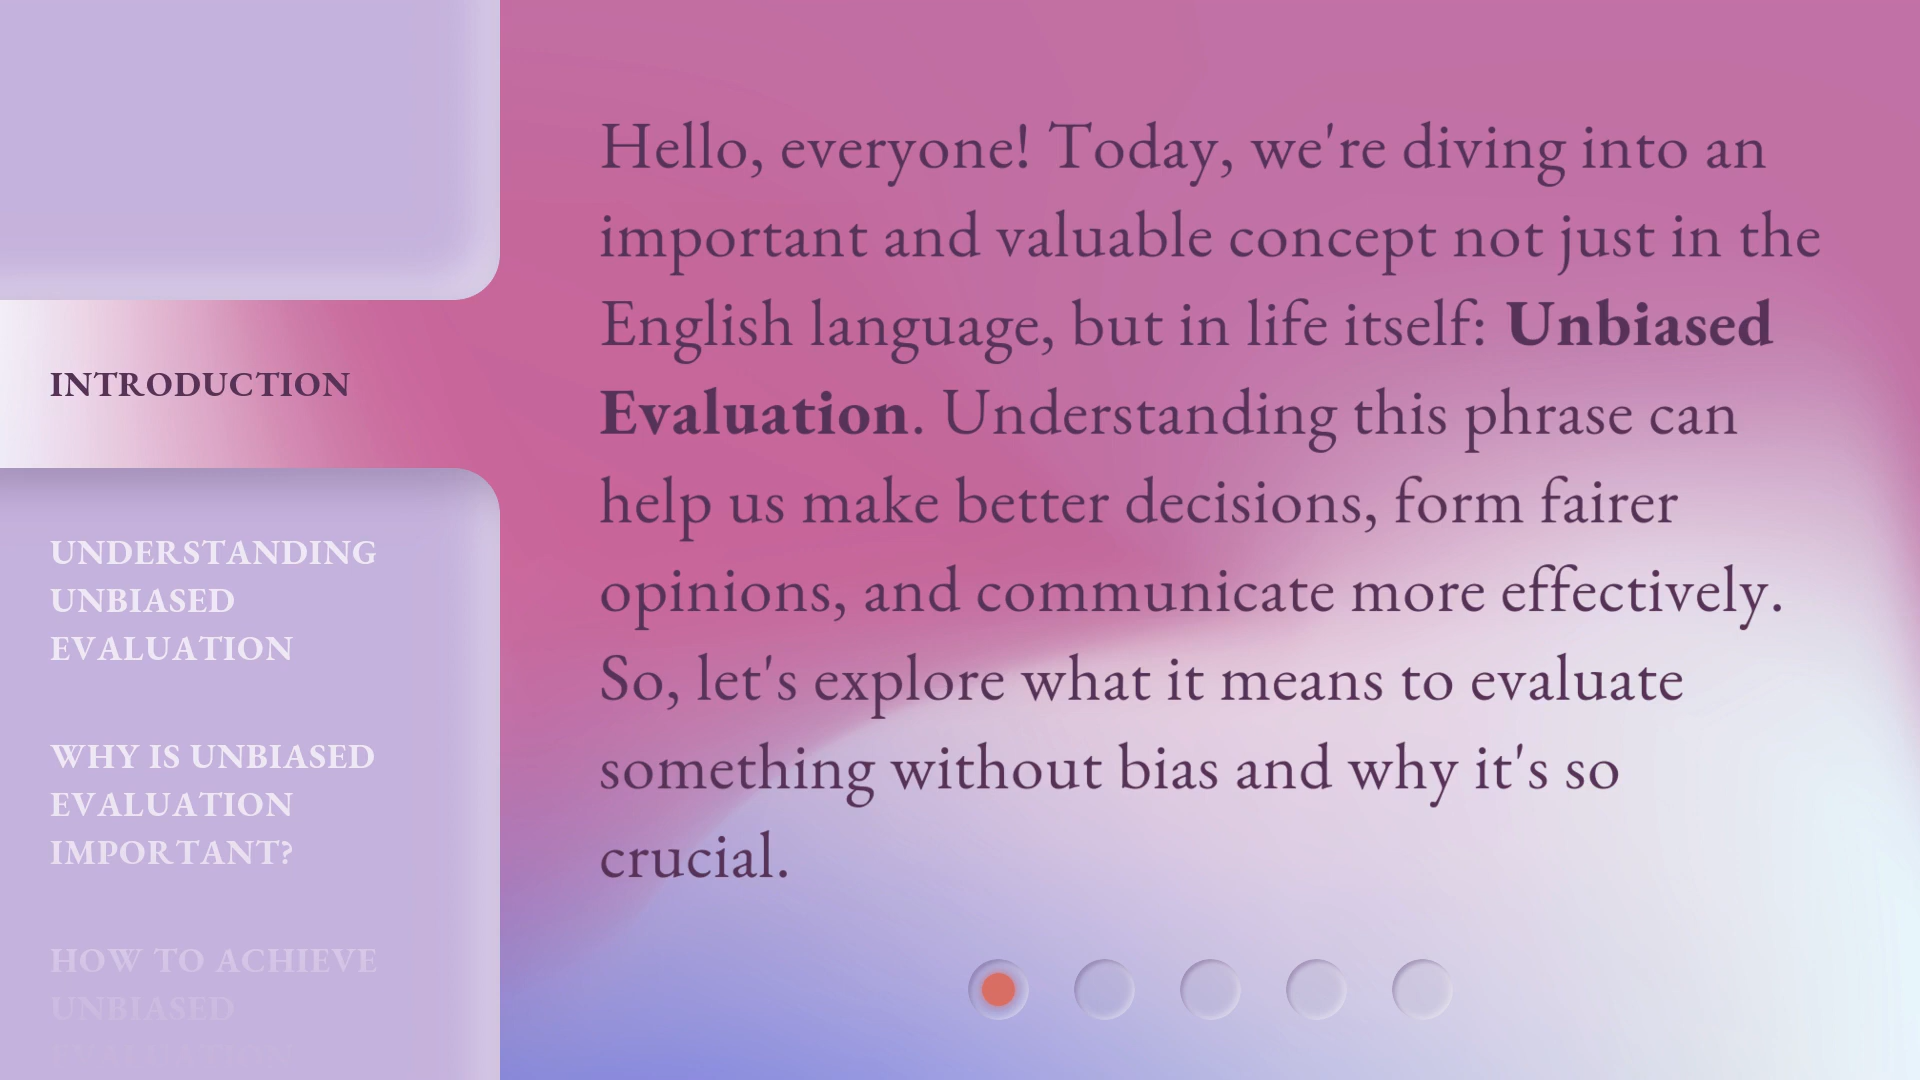 INTRODUCTION
UNDERSTANDING
UNBIASED
EVALUATION
WHY IS UNBIASED
EVALUATION
IMPORTANT?
HOW TO ACHIEVE
UNBIASED
EVALUATION
Hello, everyone! Today, we're diving into an
important and valuable concept not just in the
English language, but in life itself: Unbiased
Evaluation. Understanding this phrase can
help us make better decisions, form fairer
opinions, and communicate more effectively.
So, let's explore what it means to evaluate
something without bias and why it's so
crucial.